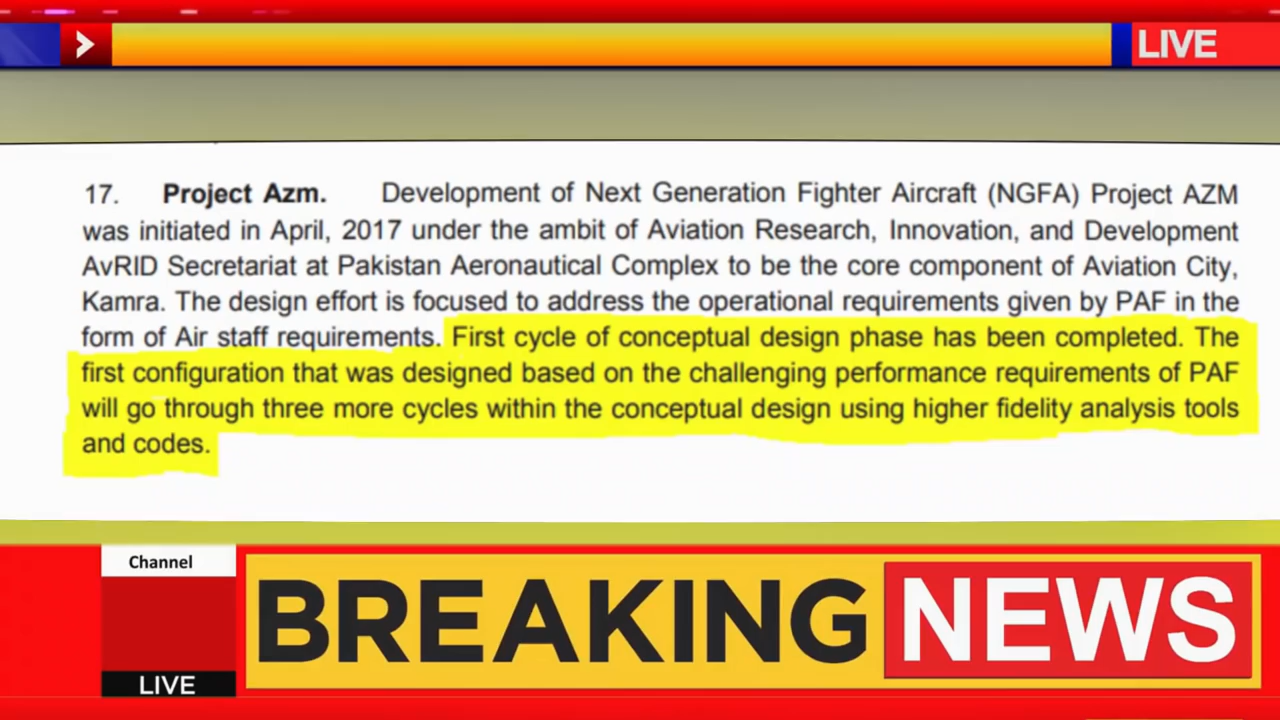 LIVE
17. Project Azm. Development of Next Generation Fighter Aircraft (NGFA) Project AZM
was initiated in April, 2017 under the ambit of Aviation Research, Innovation, and Development
AvRID Secretariat at Pakistan Aeronautical Complex to be the core component of Aviation City,
Kamra. The design effort is focused to address the operational requirements given by PAF in the
form of Air staff requirements. First cycle of conceptual design phase has been completed. The
first configuration that was designed based on the challenging performance requirements of PAF
will go through three more cycles within the conceptual design using higher fidelity analysis tools
and codes.
Channel
LIVE
BREAKING NEWS